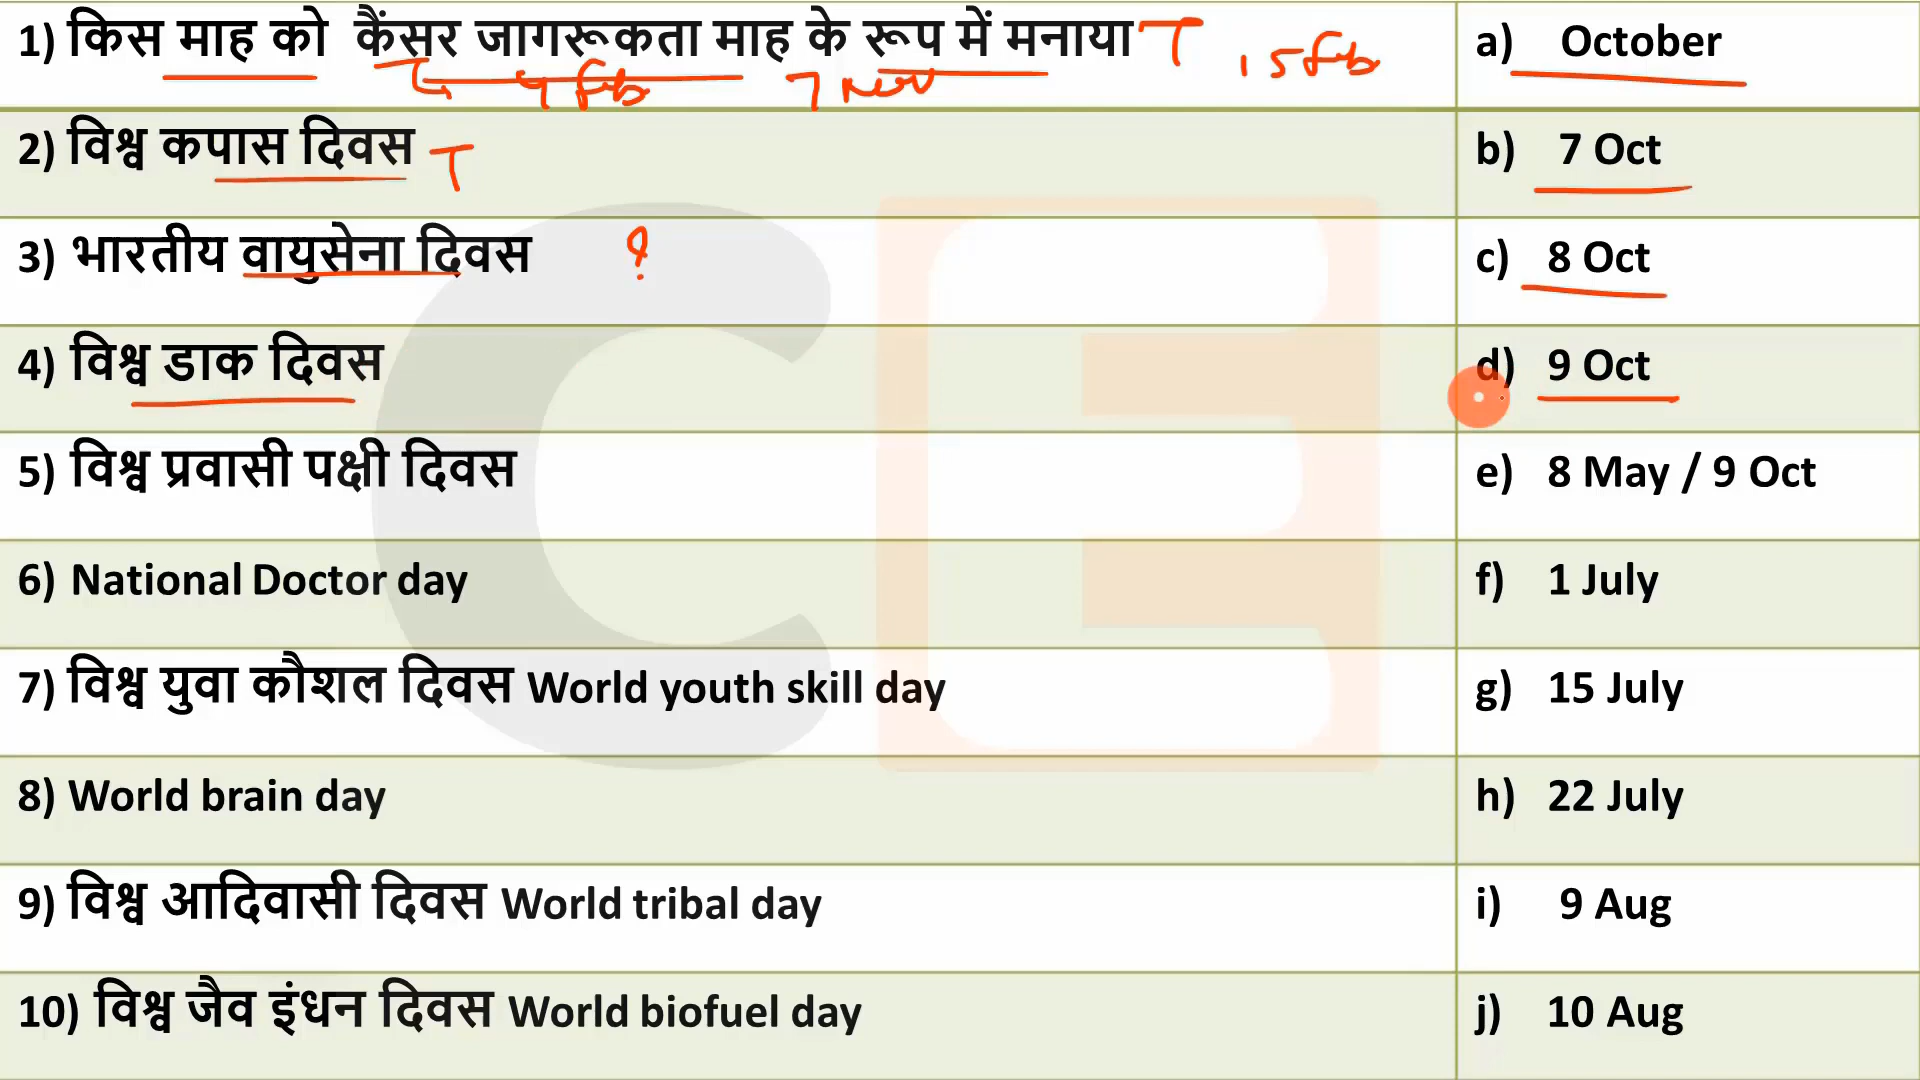 1) किस माह को कैंसर जागरूकता माह के रूप में मनाया T 15 feb
a) October
4 feb 7 Nov
2) विश्व कपास दिवस T
b) 7 Oct
3) भारतीय वायुसेना दिवस
c) 8 Oct
4) विश्व डाक दिवस
d) 9 Oct
5) विश्व प्रवासी पक्षी दिवस
e) 8 May / 9 Oct
6) National Doctor day
f) 1 July
7) विश्व युवा कौशल दिवस World youth skill day
g) 15 July
8) World brain day
h) 22 July
9) विश्व आदिवासी दिवस World tribal day
i) 9 Aug
10) विश्व जैव इंधन दिवस World biofuel day
j) 10 Aug
CE